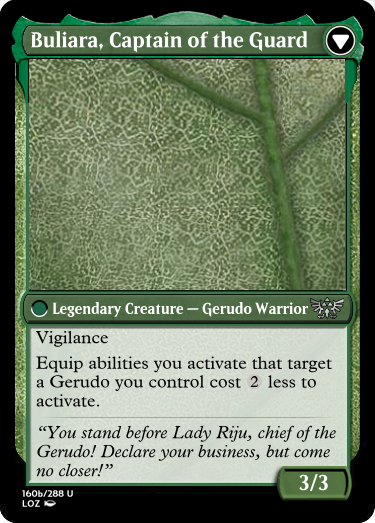 Buliara, Captain of the Guard
Legendary Creature — Gerudo Warrior
Vigilance
Equip abilities you activate that target
a Gerudo you control cost 2 less to
activate.
“You stand before Lady Riju, chief of the
Gerudo! Declare your business, but come
no closer!”
3/3
160b/288 U
LOZ